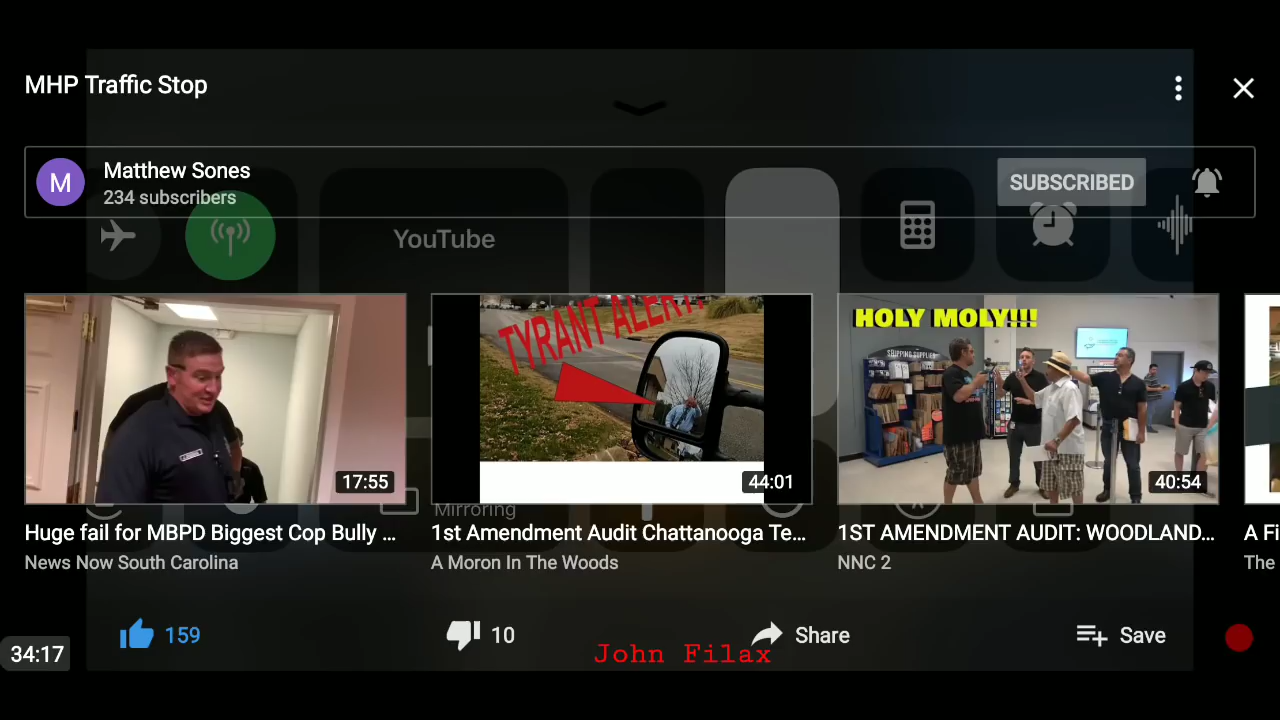 MHP Traffic Stop
M
Matthew Sones
234 subscribers
SUBSCRIBED
YouTube
TYRANT ALERT!
HOLY MOLY!!!
SHIPPING SUPPLIES
17:55
44:01
40:54
Mirroring
Huge fail for MBPD Biggest Cop Bully ...
1st Amendment Audit Chattanooga Te...
1ST AMENDMENT AUDIT: WOODLAND...
A Fi
News Now South Carolina
A Moron In The Woods
NNC 2
The
159
10
Share
Save
34:17
John Filax